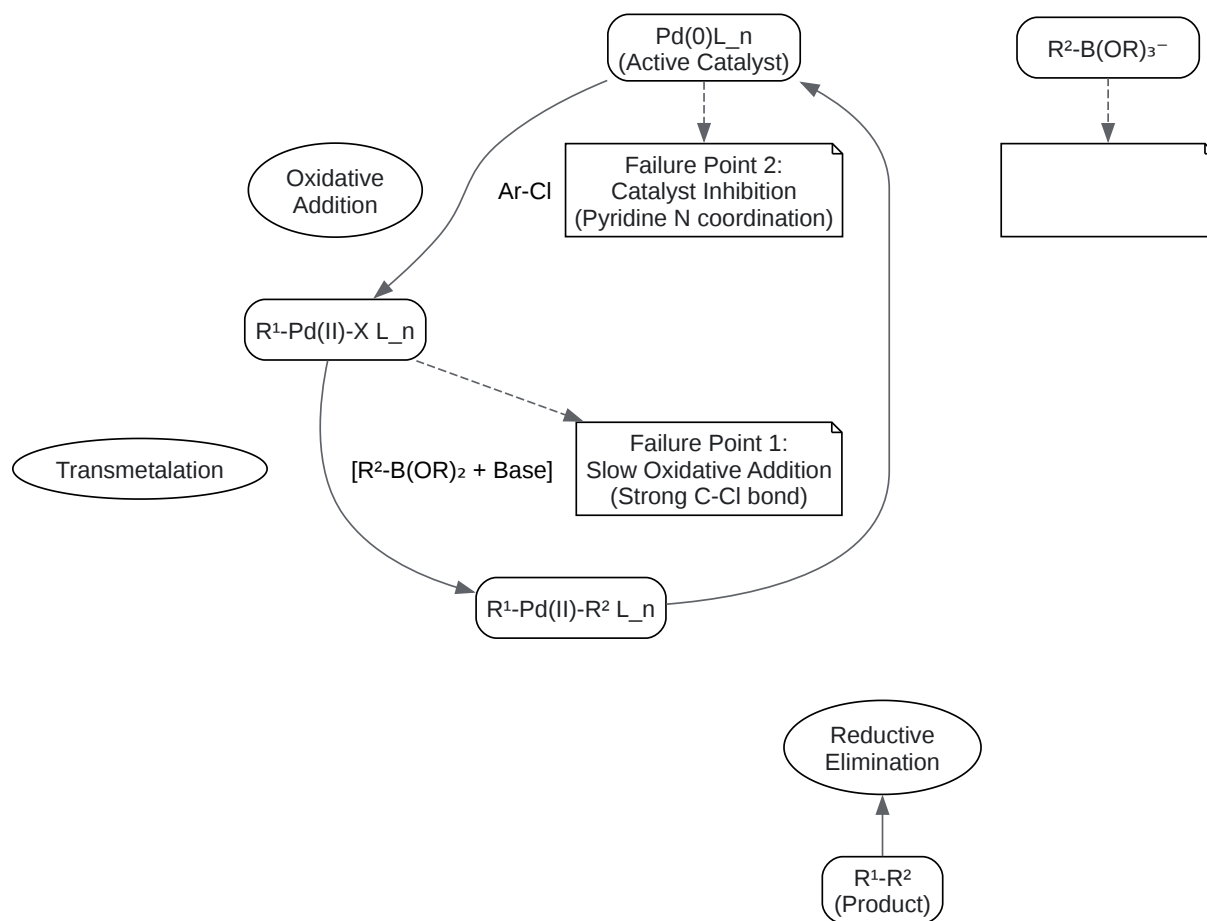 Pd(0)L_n
(Active Catalyst)
R²-B(OR)₃⁻
Oxidative
Addition
Ar-Cl
Failure Point 2:
Catalyst Inhibition
(Pyridine N coordination)
R¹-Pd(II)-X L_n
Transmetalation
[R²-B(OR)₂ + Base]
Failure Point 1:
Slow Oxidative Addition
(Strong C-Cl bond)
R¹-Pd(II)-R² L_n
Reductive
Elimination
R¹-R²
(Product)